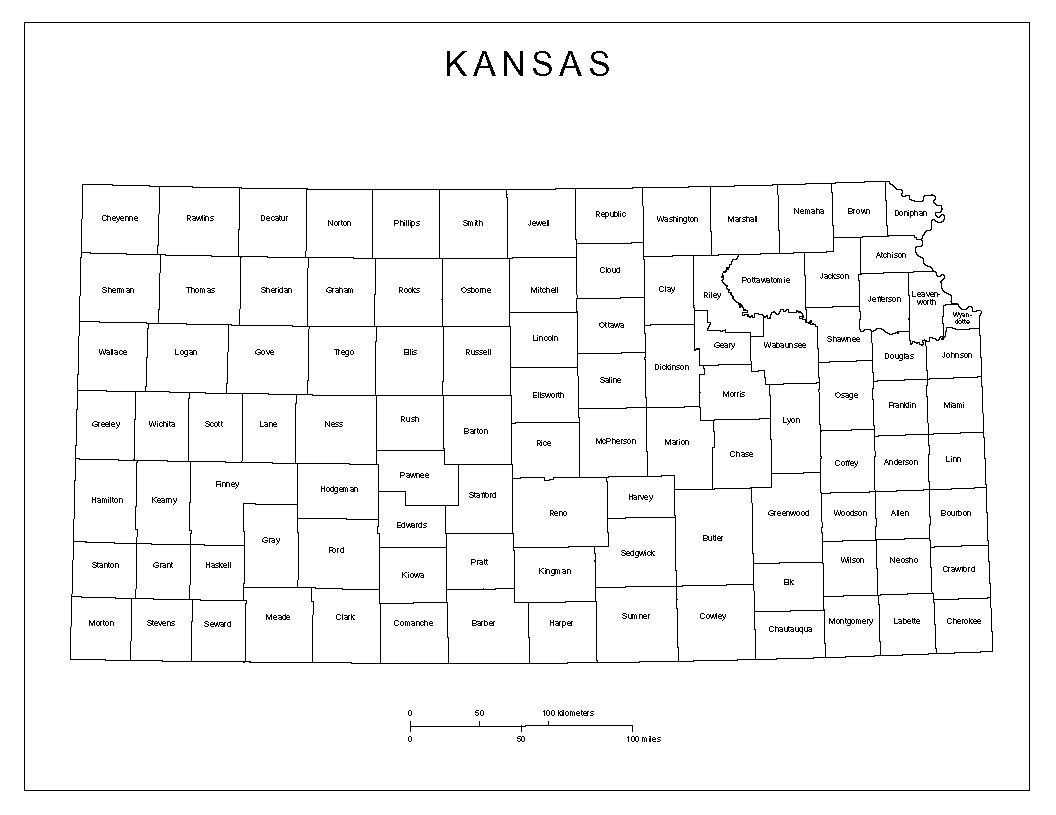 KANSAS
Cheyenne
Rawlins
Decatur
Norton
Phillips
Smith
Jewell
Republic
Washington
Marshall
Nemaha
Brown
Doniphan
Sherman
Thomas
Sheridan
Graham
Rooks
Osborne
Mitchell
Cloud
Clay
Riley
Pottawatomie
Jackson
Atchison
Jefferson
Leaven-
worth
Wyan-
dotte
Wallace
Logan
Gove
Trego
Ellis
Russell
Lincoln
Ottawa
Dickinson
Geary
Wabaunsee
Shawnee
Douglas
Johnson
Ellsworth
Saline
Morris
Osage
Franklin
Miami
Greeley
Wichita
Scott
Lane
Ness
Rush
Barton
Rice
McPherson
Marion
Chase
Lyon
Coffey
Anderson
Linn
Hamilton
Kearny
Finney
Hodgeman
Pawnee
Stafford
Reno
Harvey
Butler
Greenwood
Woodson
Allen
Bourbon
Gray
Ford
Edwards
Stanton
Grant
Haskell
Kiowa
Pratt
Kingman
Sedgwick
Elk
Wilson
Neosho
Crawford
Morton
Stevens
Seward
Meade
Clark
Comanche
Barber
Harper
Sumner
Cowley
Chautauqua
Montgomery
Labette
Cherokee
0 50 100 Kilometers
0 50 100 miles